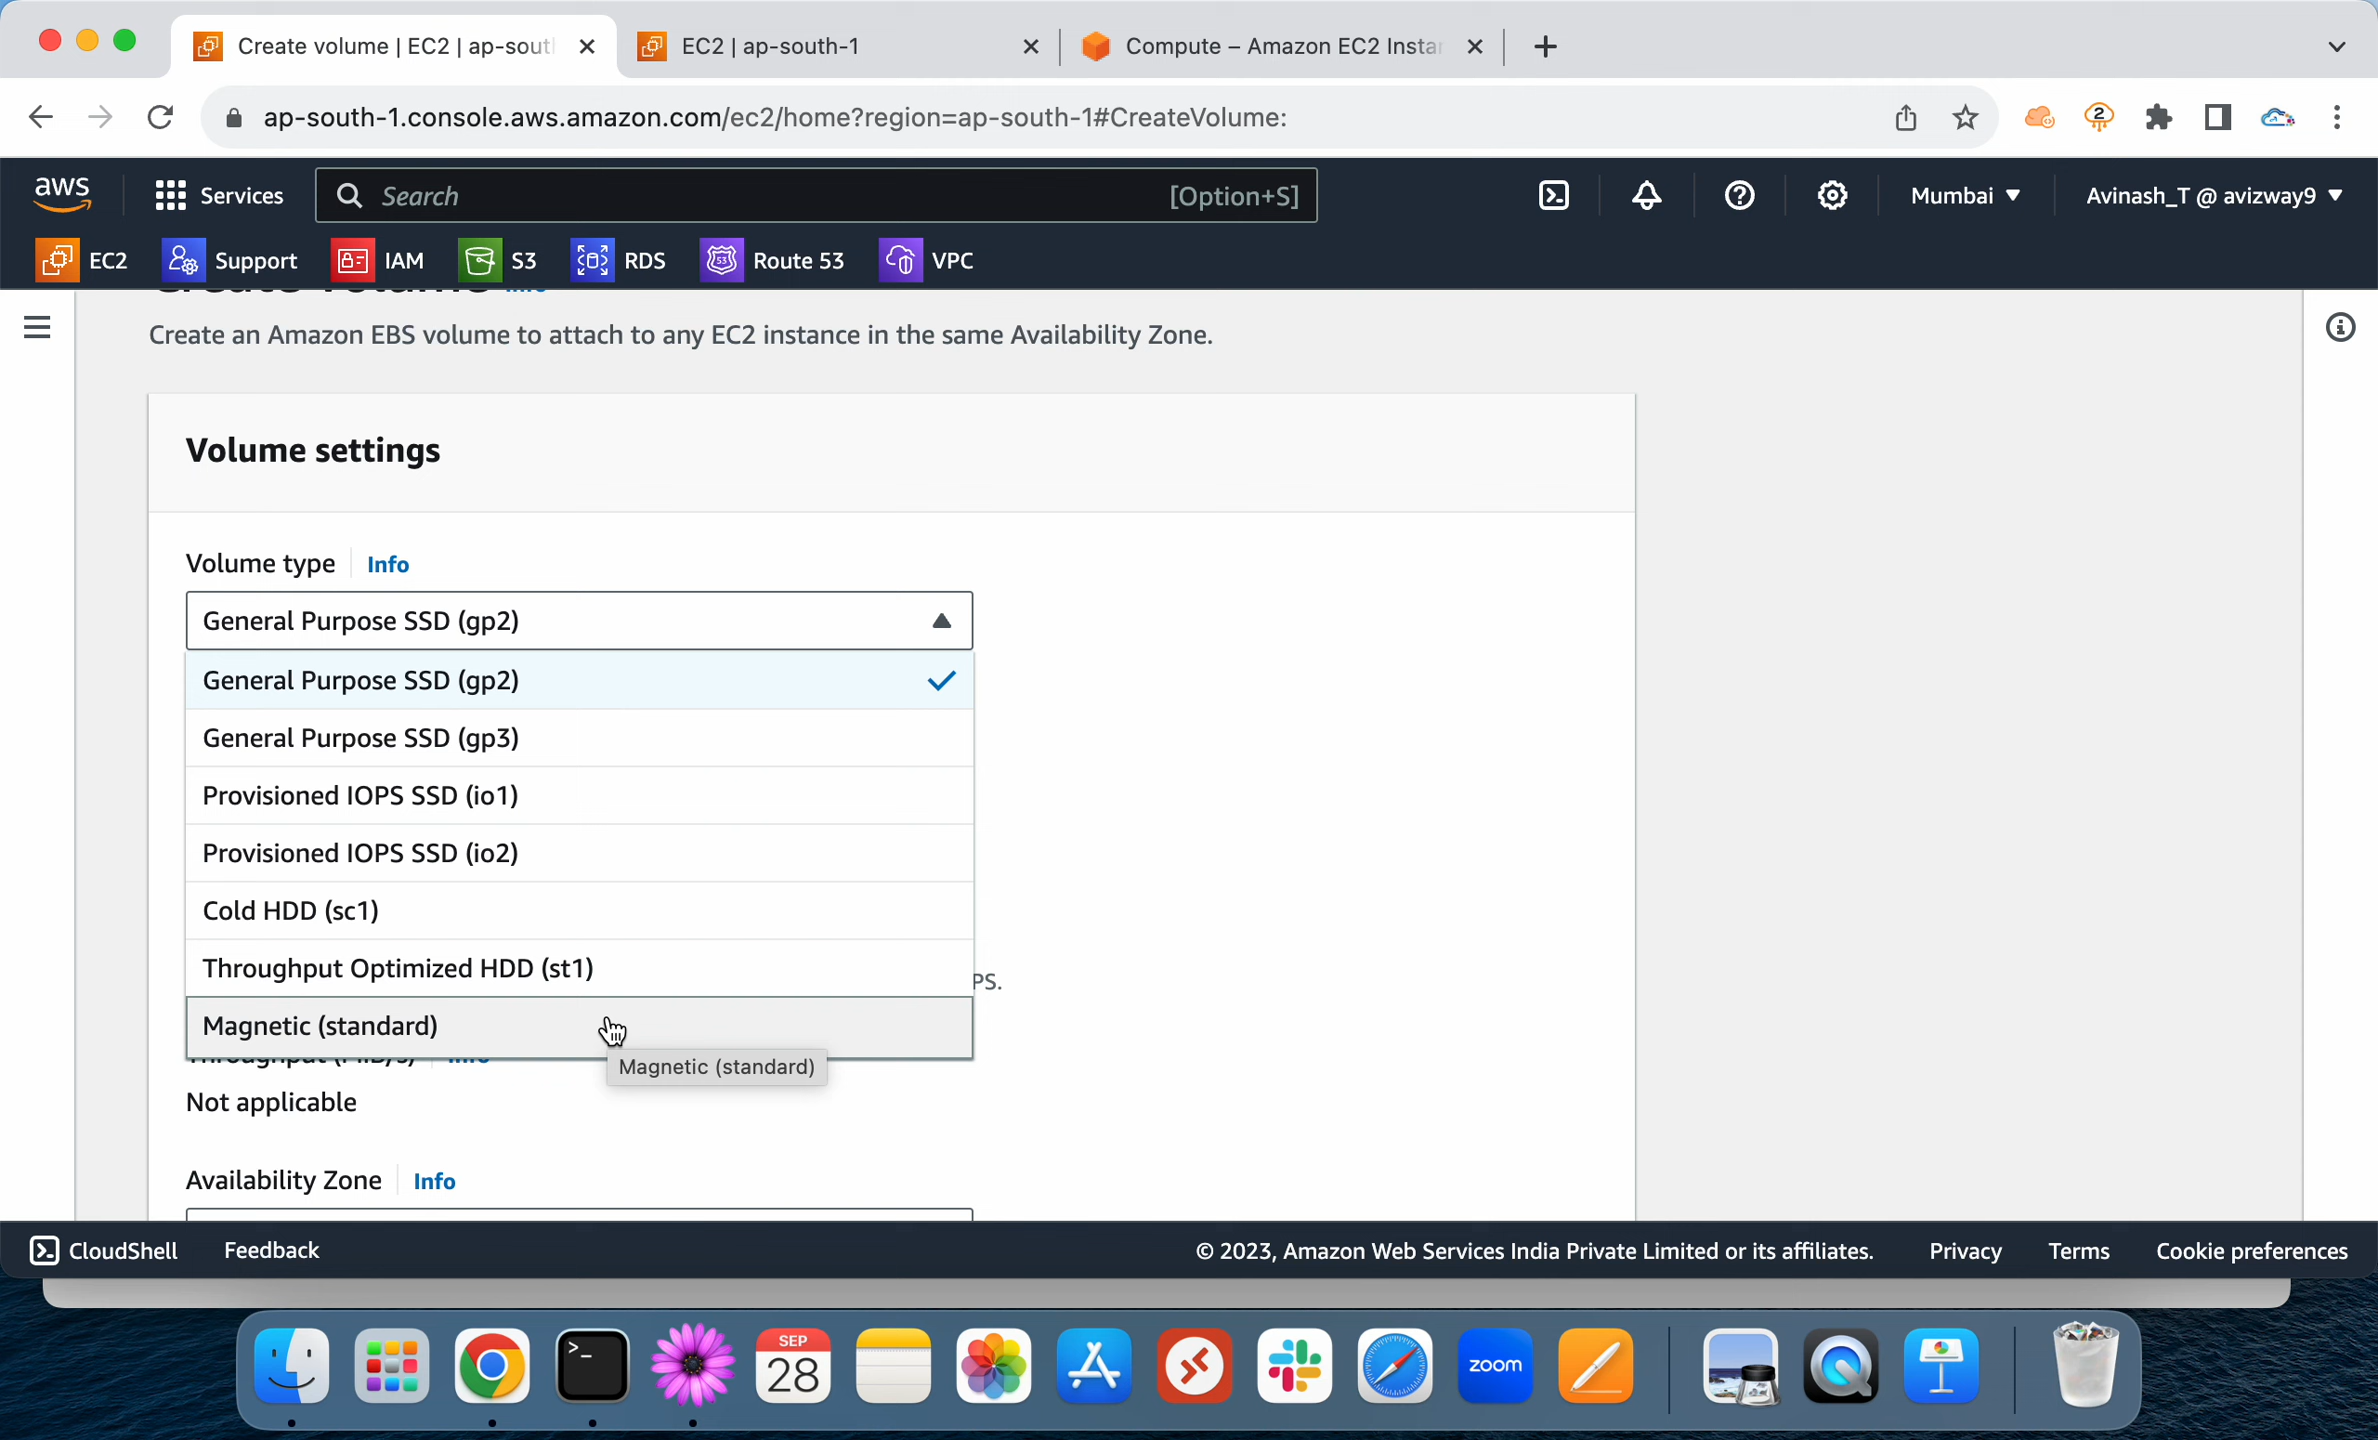 Create volume | EC2 | ap-sout
EC2 | ap-south-1
Compute – Amazon EC2 Insta
ap-south-1.console.aws.amazon.com/ec2/home?region=ap-south-1#CreateVolume:
2
aws
Services
Search
[Option+S]
Mumbai
Avinash_T @ avizway9
EC2
Support
IAM
S3
RDS
53
Route 53
VPC
Create an Amazon EBS volume to attach to any EC2 instance in the same Availability Zone.
Volume settings
Volume type
Info
General Purpose SSD (gp2)
General Purpose SSD (gp2)
General Purpose SSD (gp3)
Provisioned IOPS SSD (io1)
Provisioned IOPS SSD (io2)
Cold HDD (sc1)
Throughput Optimized HDD (st1)
PS.
Magnetic (standard)
Magnetic (standard)
Not applicable
Availability Zone
Info
CloudShell
Feedback
© 2023, Amazon Web Services India Private Limited or its affiliates.
Privacy
Terms
Cookie preferences
SEP
28
zoom